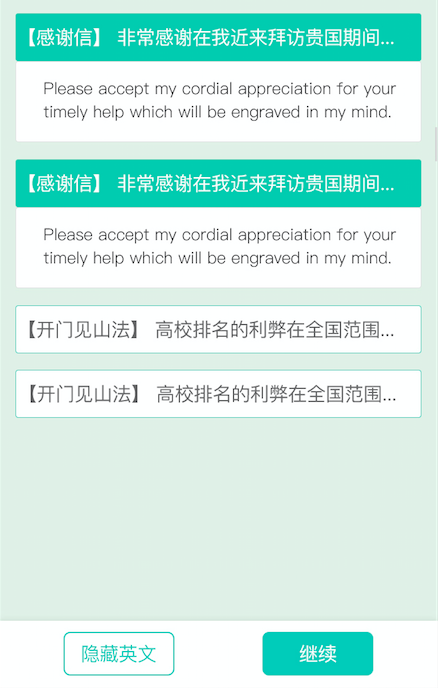 【感谢信】 非常感谢在我近来拜访贵国期间...
Please accept my cordial appreciation for your
timely help which will be engraved in my mind.
【感谢信】 非常感谢在我近来拜访贵国期间...
Please accept my cordial appreciation for your
timely help which will be engraved in my mind.
【开门见山法】 高校排名的利弊在全国范围...
【开门见山法】 高校排名的利弊在全国范围...
隐藏英文
继续